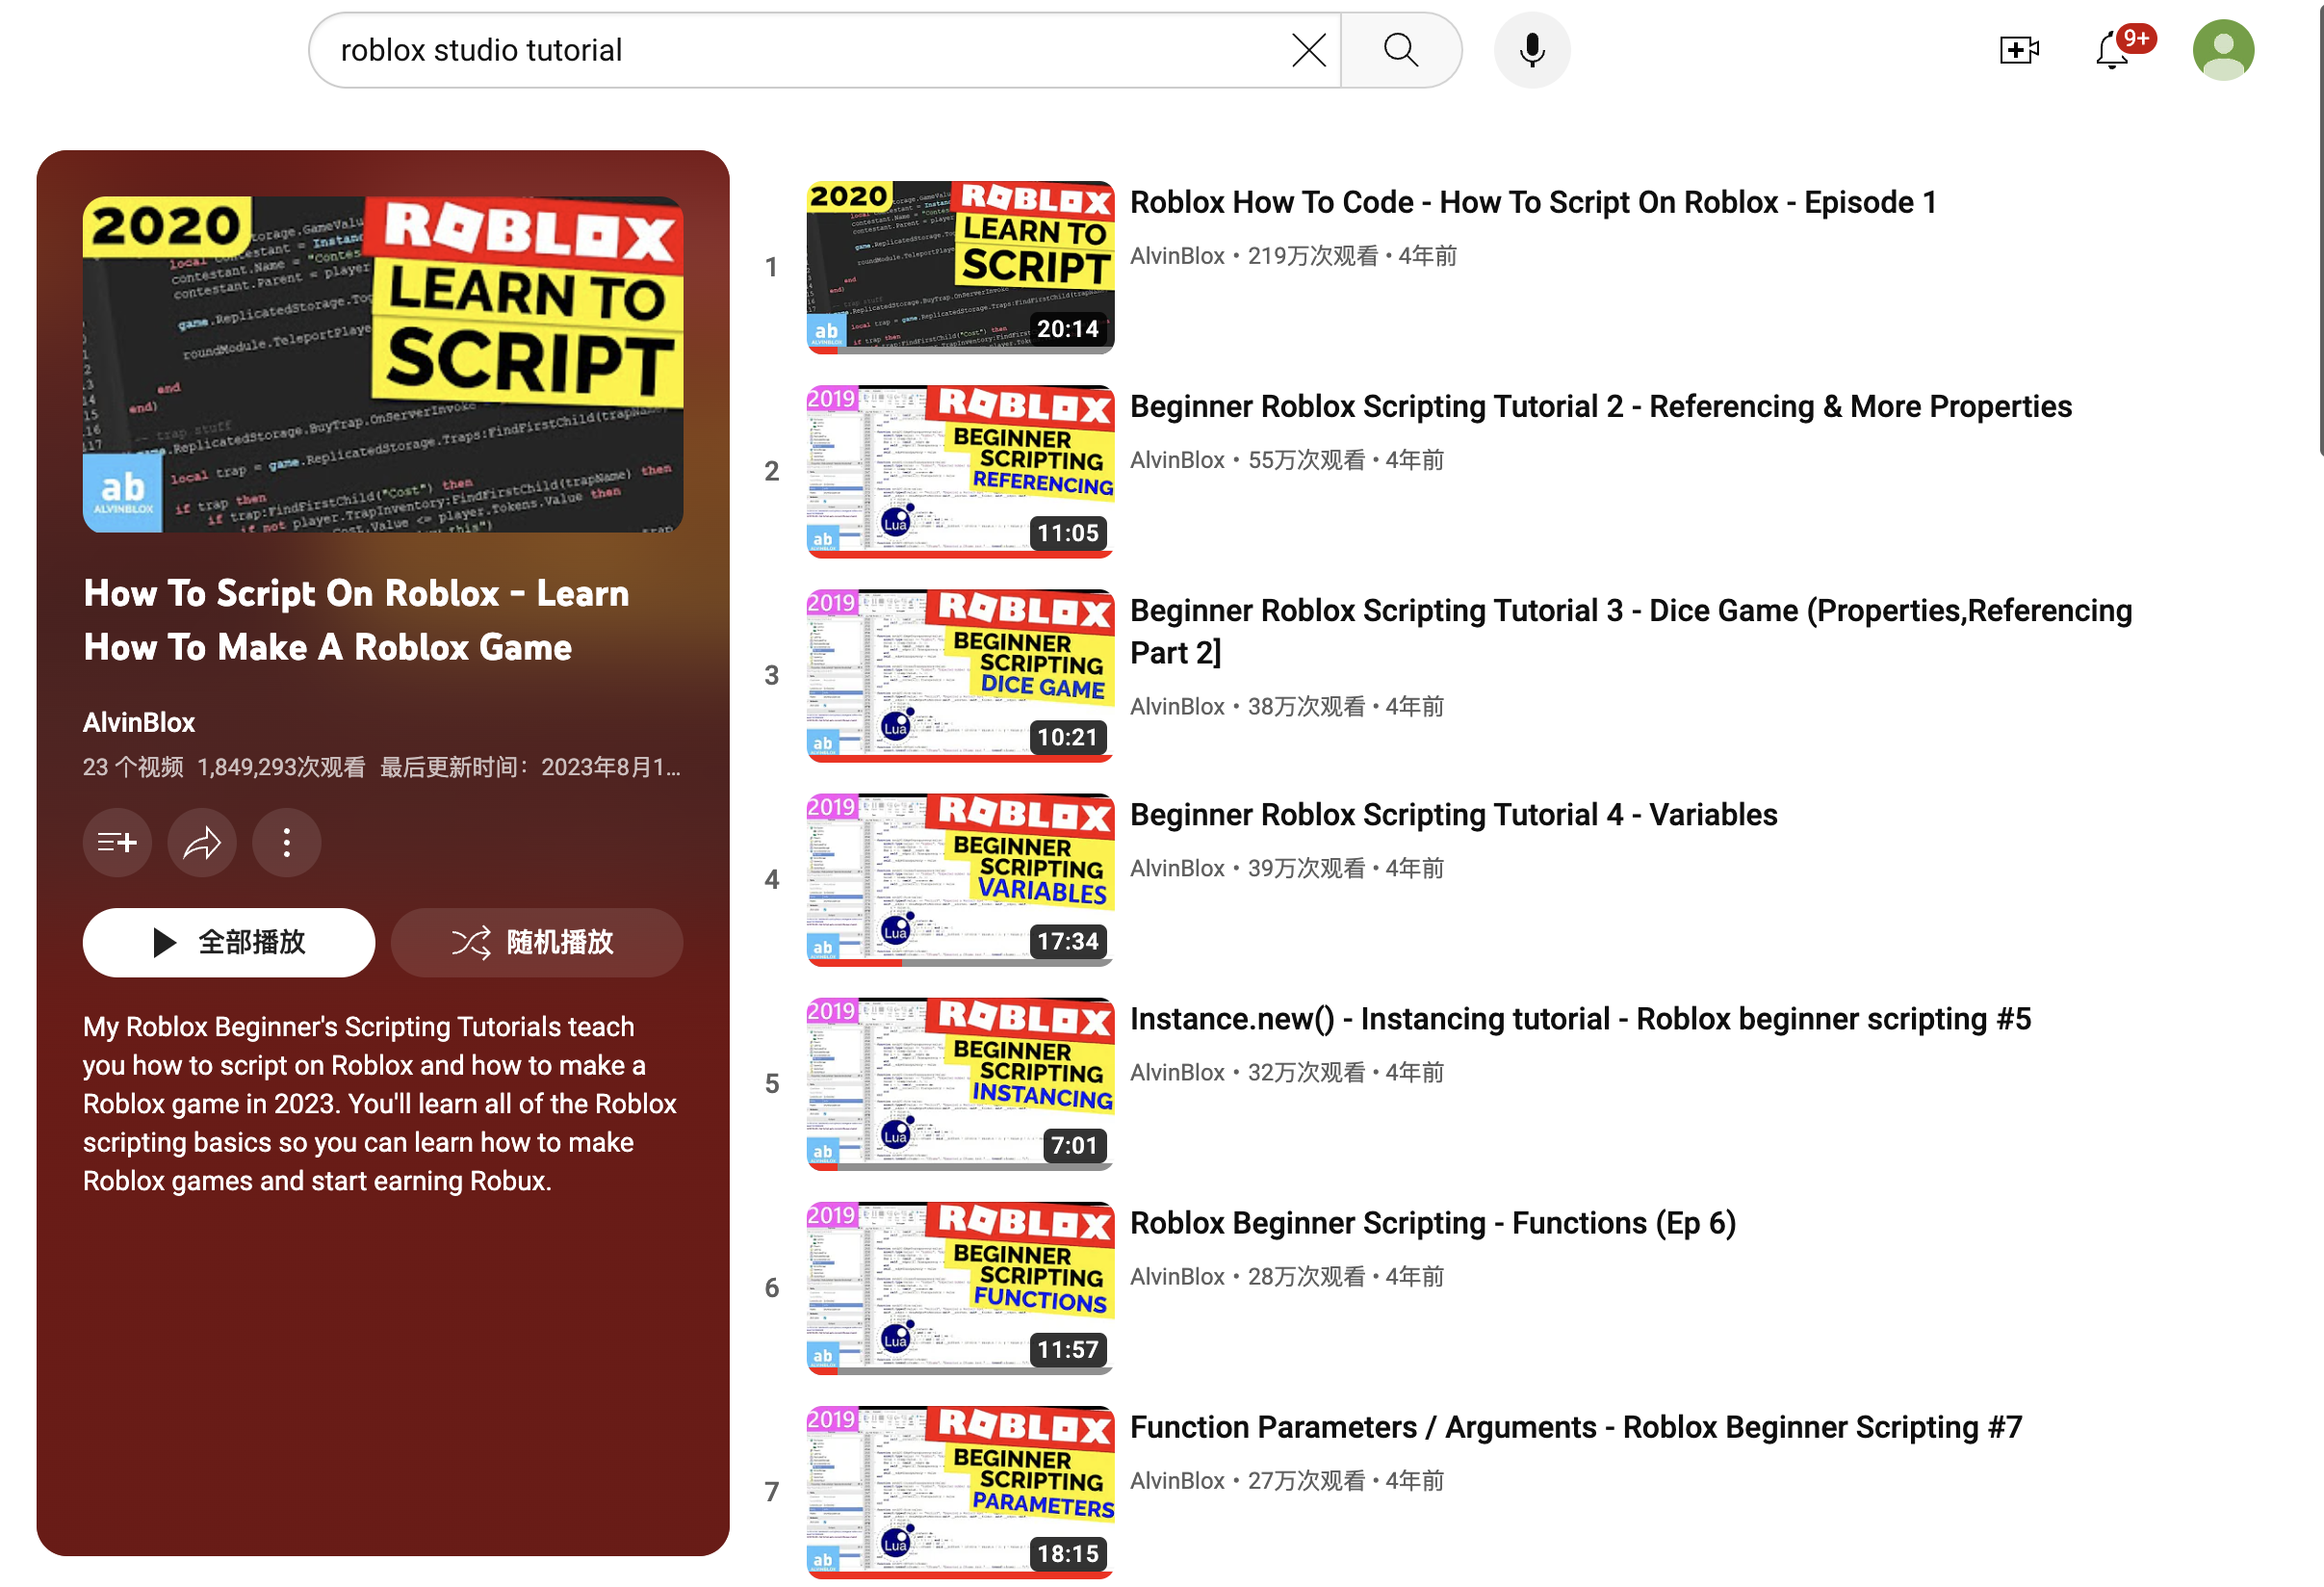 roblox studio tutorial
9+
2020
ROBLOX
LEARN TO
SCRIPT
ab
ALVINBLOX
How To Script On Roblox - Learn
How To Make A Roblox Game
AlvinBlox
23 个视频 1,849,293次观看 最后更新时间：2023年8月1...
全部播放
随机播放
My Roblox Beginner's Scripting Tutorials teach
you how to script on Roblox and how to make a
Roblox game in 2023. You'll learn all of the Roblox
scripting basics so you can learn how to make
Roblox games and start earning Robux.
1
2020
ROBLOX
LEARN TO
SCRIPT
ab
20:14
Roblox How To Code - How To Script On Roblox - Episode 1
AlvinBlox • 219万次观看 • 4年前
2
2019
ROBLOX
BEGINNER
SCRIPTING
REFERENCING
Lua
ab
11:05
Beginner Roblox Scripting Tutorial 2 - Referencing & More Properties
AlvinBlox • 55万次观看 • 4年前
3
2019
ROBLOX
BEGINNER
SCRIPTING
DICE GAME
Lua
ab
10:21
Beginner Roblox Scripting Tutorial 3 - Dice Game (Properties,Referencing
Part 2]
AlvinBlox • 38万次观看 • 4年前
4
2019
ROBLOX
BEGINNER
SCRIPTING
VARIABLES
Lua
ab
17:34
Beginner Roblox Scripting Tutorial 4 - Variables
AlvinBlox • 39万次观看 • 4年前
5
2019
ROBLOX
BEGINNER
SCRIPTING
INSTANCING
Lua
ab
7:01
Instance.new() - Instancing tutorial - Roblox beginner scripting #5
AlvinBlox • 32万次观看 • 4年前
6
2019
ROBLOX
BEGINNER
SCRIPTING
FUNCTIONS
Lua
ab
11:57
Roblox Beginner Scripting - Functions (Ep 6)
AlvinBlox • 28万次观看 • 4年前
7
2019
ROBLOX
BEGINNER
SCRIPTING
PARAMETERS
Lua
ab
18:15
Function Parameters / Arguments - Roblox Beginner Scripting #7
AlvinBlox • 27万次观看 • 4年前